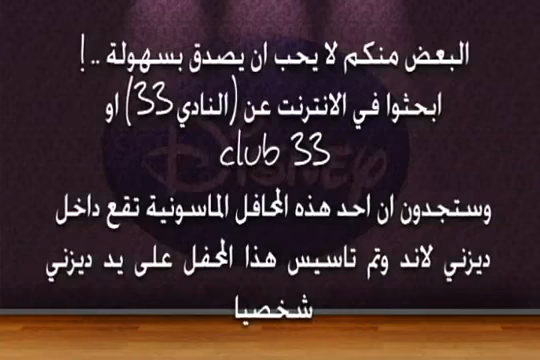 البعض منكم لا يحب ان يصدق بسهولة .. !
ابحثوا في الانترنت عن (النادي 33) او
club 33
وستجدون ان احد هذه المحافل الماسونية تقع داخل
ديزني لاند وتم تاسيس هذا المحفل على يد ديزني
شخصيا
DISNEY